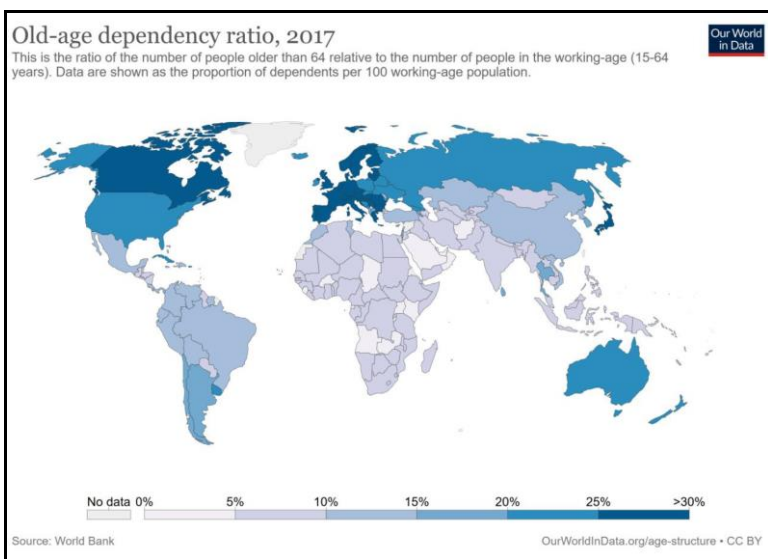 Old-age dependency ratio, 2017
This is the ratio of the number of people older than 64 relative to the number of people in the working-age (15-64
years). Data are shown as the proportion of dependents per 100 working-age population.
Our World
in Data
No data 0% 5% 10% 15% 20% 25% >30%
Source: World Bank
OurWorldInData.org/age-structure • CC BY